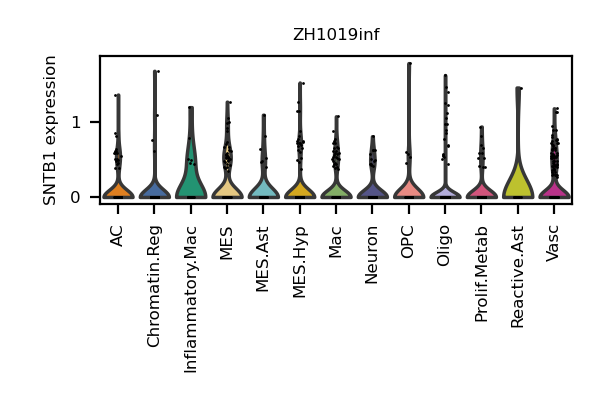 ZH1019inf
SNTB1 expression
1
0
AC
Chromatin.Reg
Inflammatory.Mac
MES
MES.Ast
MES.Hyp
Mac
Neuron
OPC
Oligo
Prolif.Metab
Reactive.Ast
Vasc